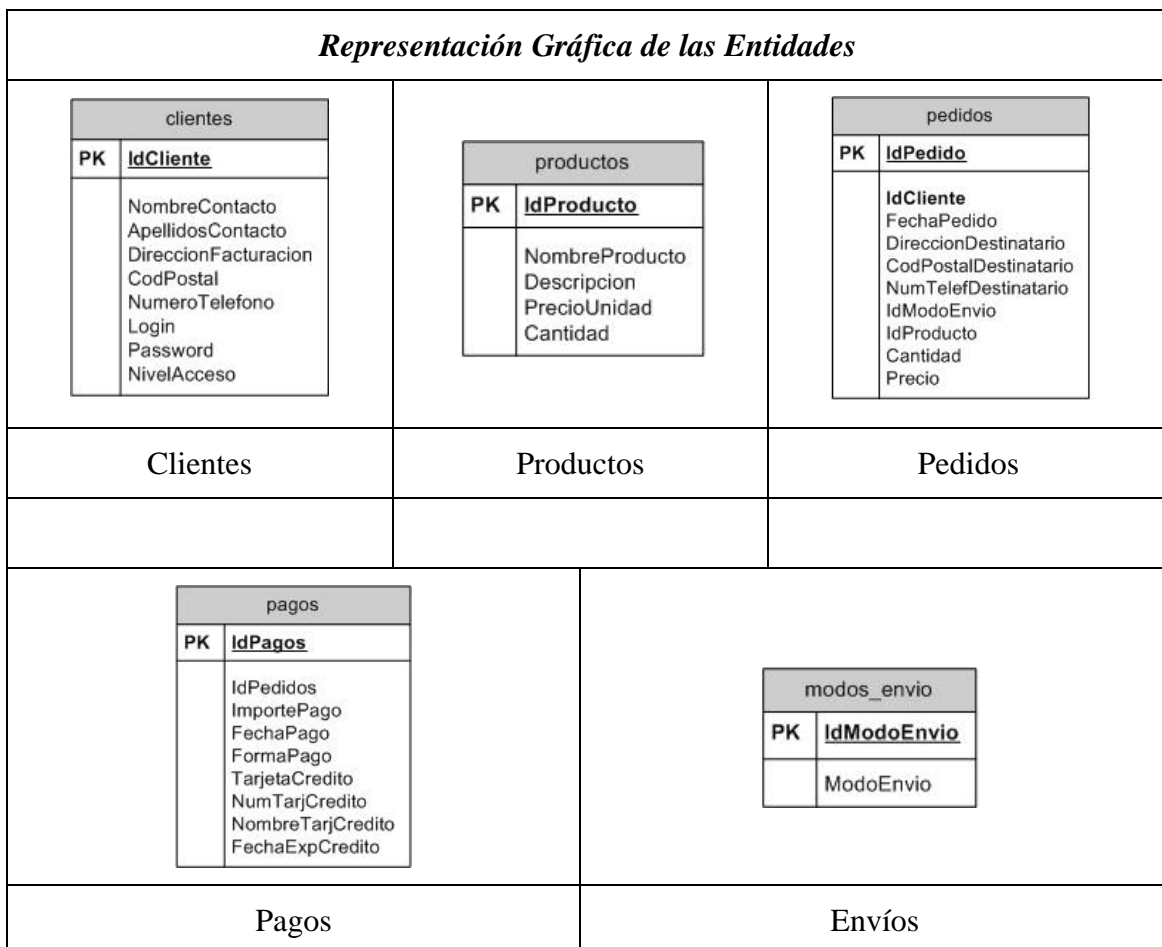 Representación Gráfica de las Entidades
clientes
PK IdCliente
NombreContacto
ApellidosContacto
DireccionFacturacion
CodPostal
NumeroTelefono
Login
Password
NivelAcceso
productos
PK IdProducto
NombreProducto
Descripcion
PrecioUnidad
Cantidad
pedidos
PK IdPedido
IdCliente
FechaPedido
DireccionDestinatario
CodPostalDestinatario
NumTelefDestinatario
IdModoEnvio
IdProducto
Cantidad
Precio
Clientes
Productos
Pedidos
pagos
PK IdPagos
IdPedidos
ImportePago
FechaPago
FormaPago
TarjetaCredito
NumTarjCredito
NombreTarjCredito
FechaExpCredito
modos_envio
PK IdModoEnvio
ModoEnvio
Pagos
Envíos